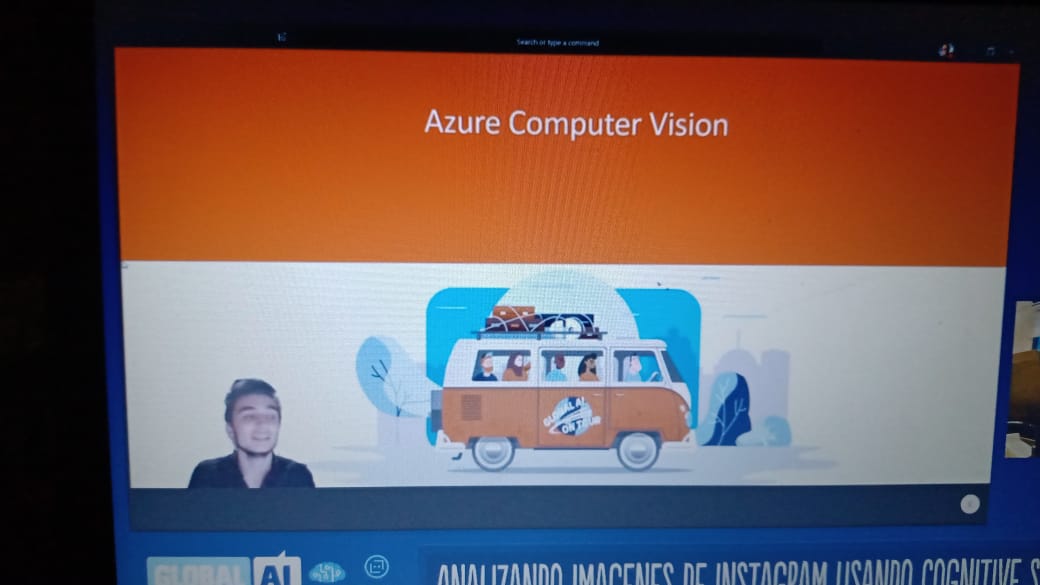 Search or type a command
Azure Computer Vision
GLOBAL AI
ON TOUR
GLOBAL AI
ANALIZANDO IMAGENES DE INSTAGRAM USANDO COGNITIVE S